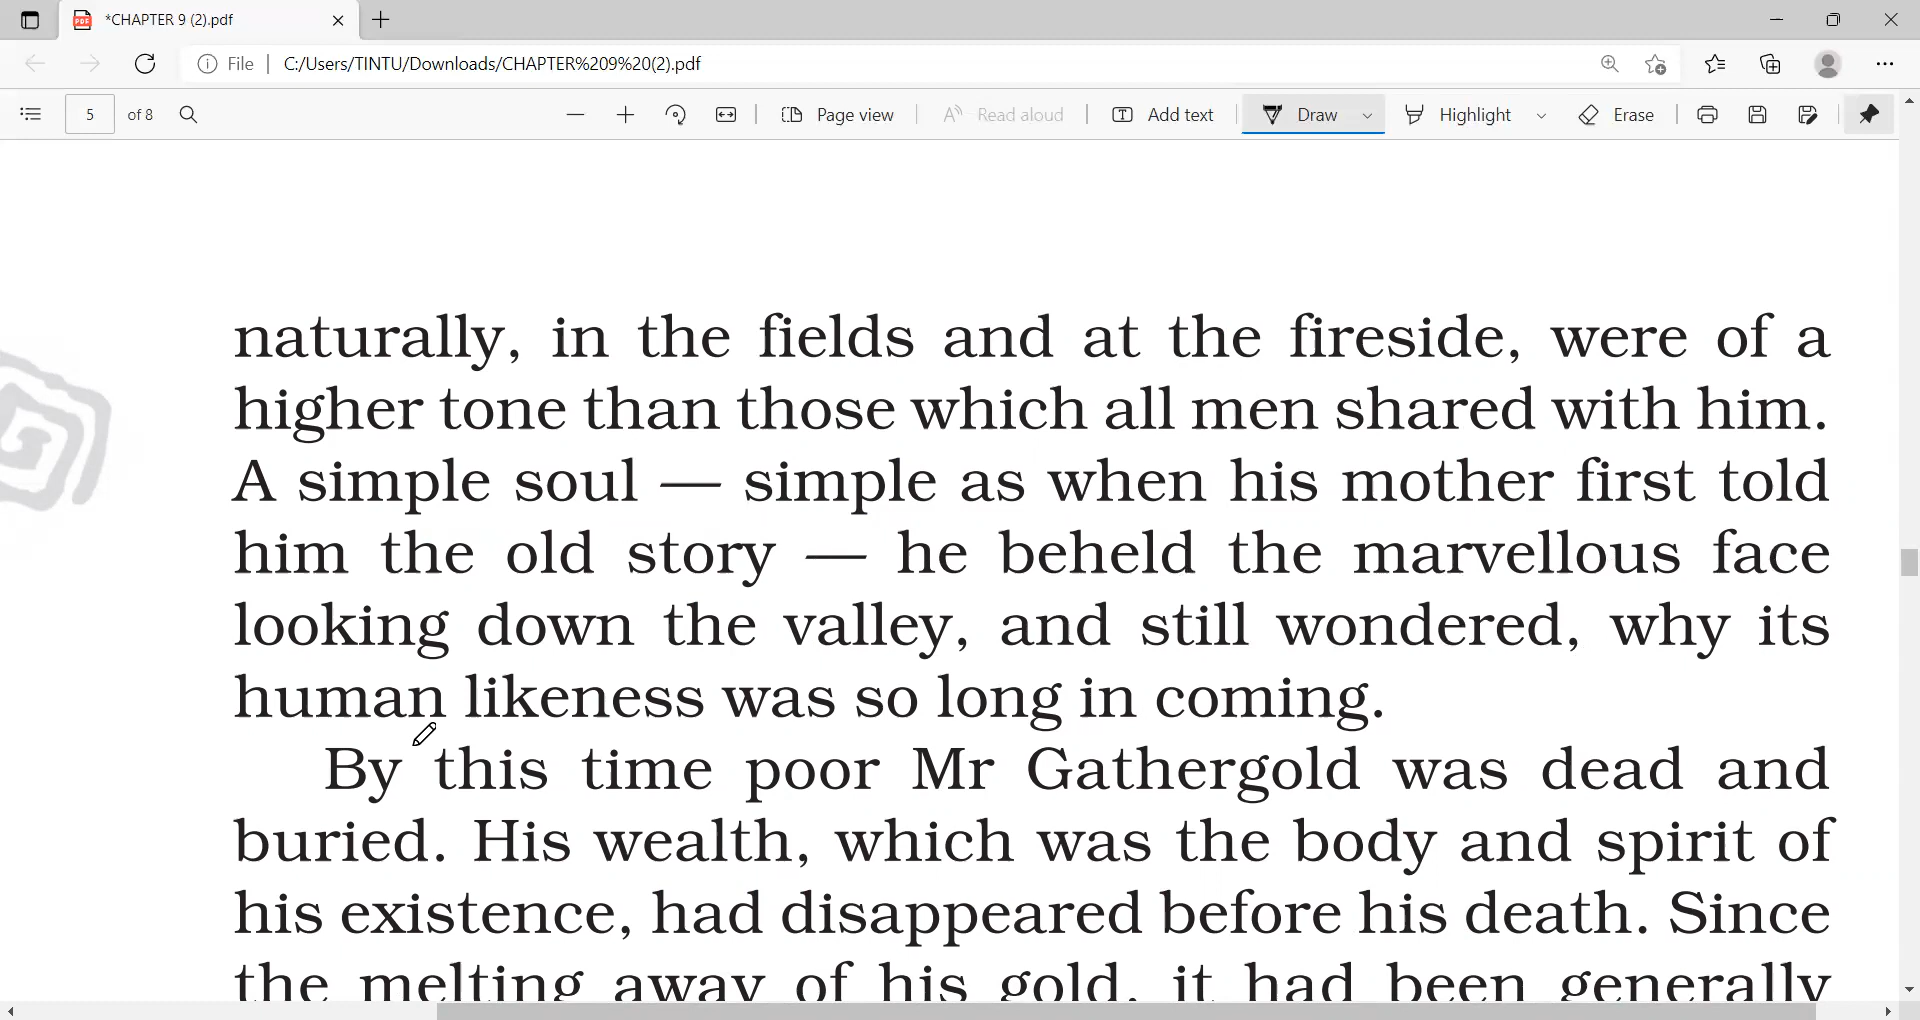 *CHAPTER 9 (2).pdf
File C:/Users/TINTU/Downloads/CHAPTER%209%20(2).pdf
5 of 8 Page view Read aloud Add text Draw Highlight Erase
naturally, in the fields and at the fireside, were of a
higher tone than those which all men shared with him.
A simple soul — simple as when his mother first told
him the old story — he beheld the marvellous face
looking down the valley, and still wondered, why its
human likeness was so long in coming.
By this time poor Mr Gathergold was dead and
buried. His wealth, which was the body and spirit of
his existence, had disappeared before his death. Since
the melting away of his gold, it had been generally